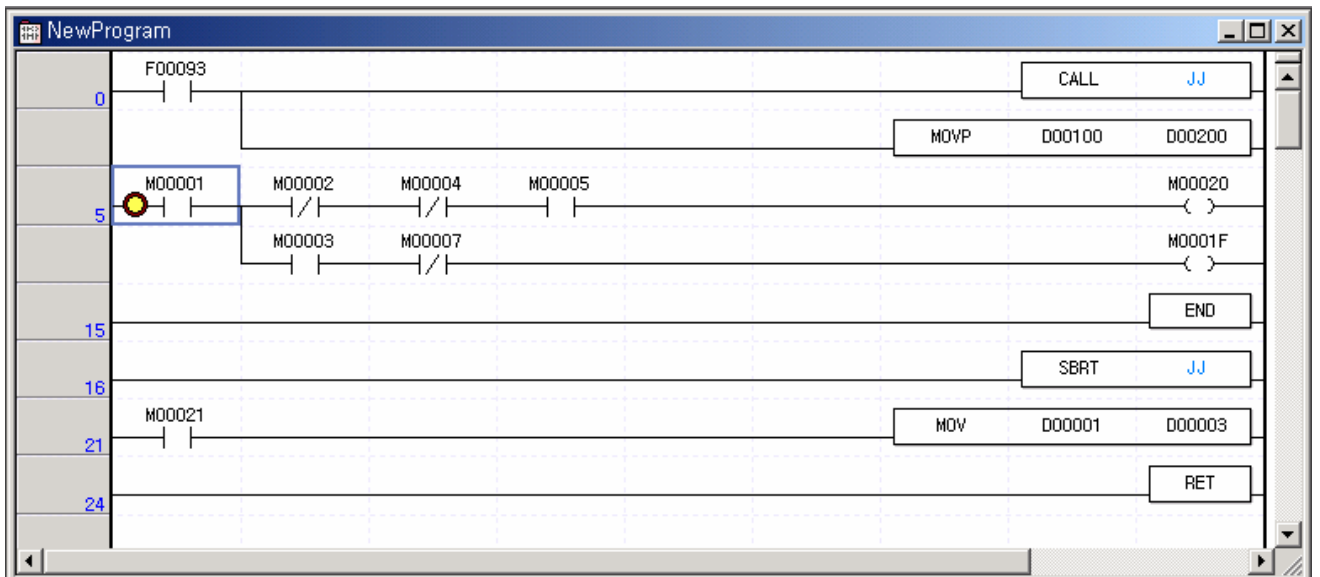 NewProgram
F00093
0 CALL JJ
MOVP D00100 D00200
M00001 M00002 M00004 M00005 M00020
5
M00003 M00007 M0001F
15 END
16 SBRT JJ
M00021
21 MOV D00001 D00003
24 RET